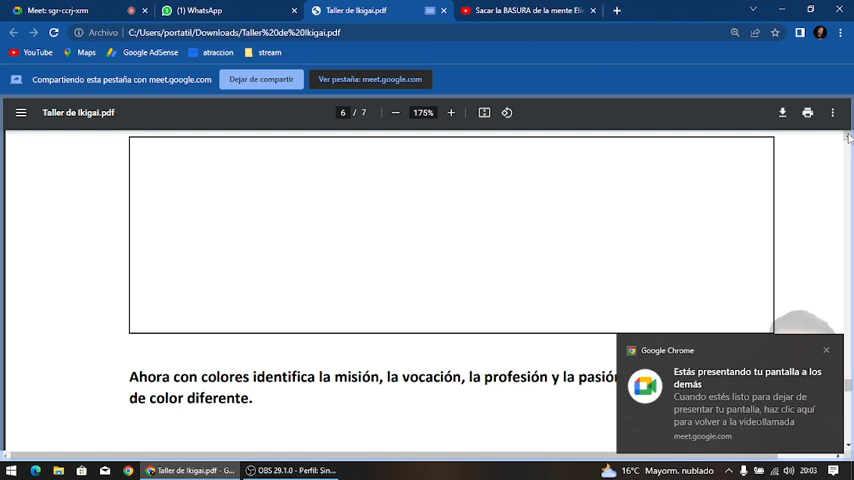 Meet: sgr-ccrj-xrm
(1) WhatsApp
Taller de Ikigai.pdf
Sacar la BASURA de la mente Eli
Archivo
C:/Users/portatil/Downloads/Taller%20de%20Ikigai.pdf
YouTube
Maps
Google AdSense
atraccion
stream
Compartiendo esta pestaña con meet.google.com
Dejar de compartir
Ver pestaña: meet.google.com
Taller de Ikigai.pdf
6 / 7
175%
Ahora con colores identifica la misión, la vocación, la profesión y la pasión
de color diferente.
Google Chrome
Estás presentando tu pantalla a los
demás
Cuando estés listo para dejar de
presentar tu pantalla, haz clic aquí
para volver a la videollamada
meet.google.com
Taller de Ikigai.pdf - G...
OBS 29.1.0 - Perfil: Sin...
16°C Mayorm. nublado
20:03